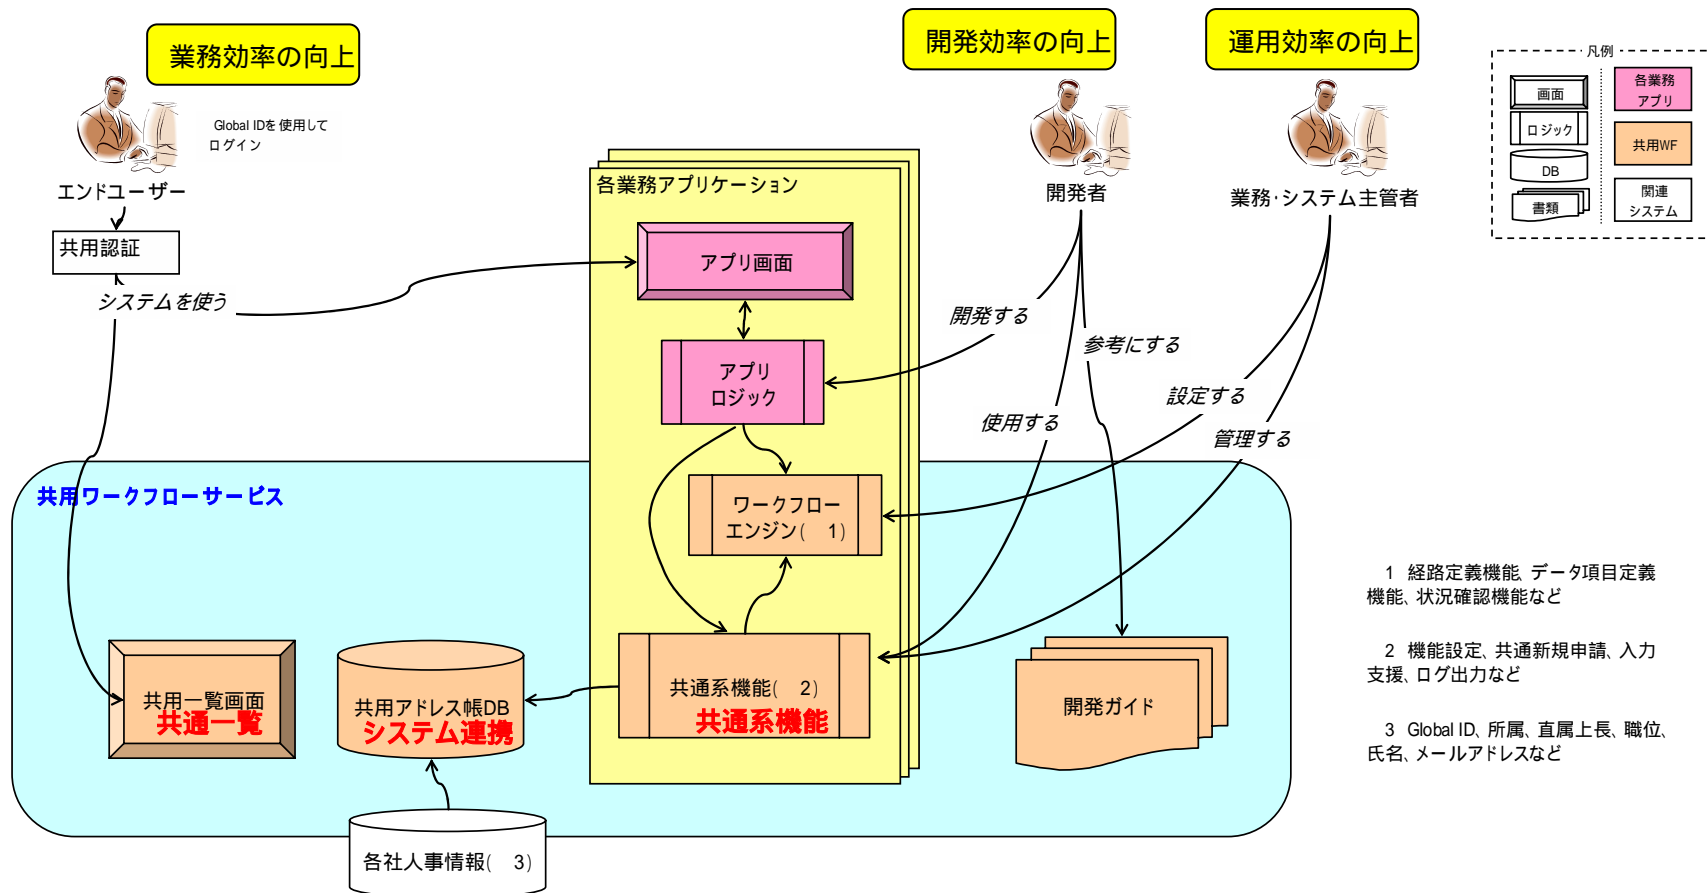 業務効率の向上
開発効率の向上
運用効率の向上
凡例
画面
ロジック
DB
書類
各業務
アプリ
共用WF
関連
システム
Global IDを使用して
ログイン
エンドユーザー
開発者
業務・システム主管者
共用認証
システムを使う
各業務アプリケーション
アプリ画面
アプリ
ロジック
開発する
参考にする
使用する
設定する
管理する
共用ワークフローサービス
ワークフロー
エンジン( 1)
共通系機能( 2)
共通系機能
共用一覧画面
共通一覧
共用アドレス帳DB
システム連携
開発ガイド
各社人事情報( 3)
1 経路定義機能、データ項目定義
機能、状況確認機能など
2 機能設定、共通新規申請、入力
支援、ログ出力など
3 Global ID、所属、直属上長、職位、
氏名、メールアドレスなど